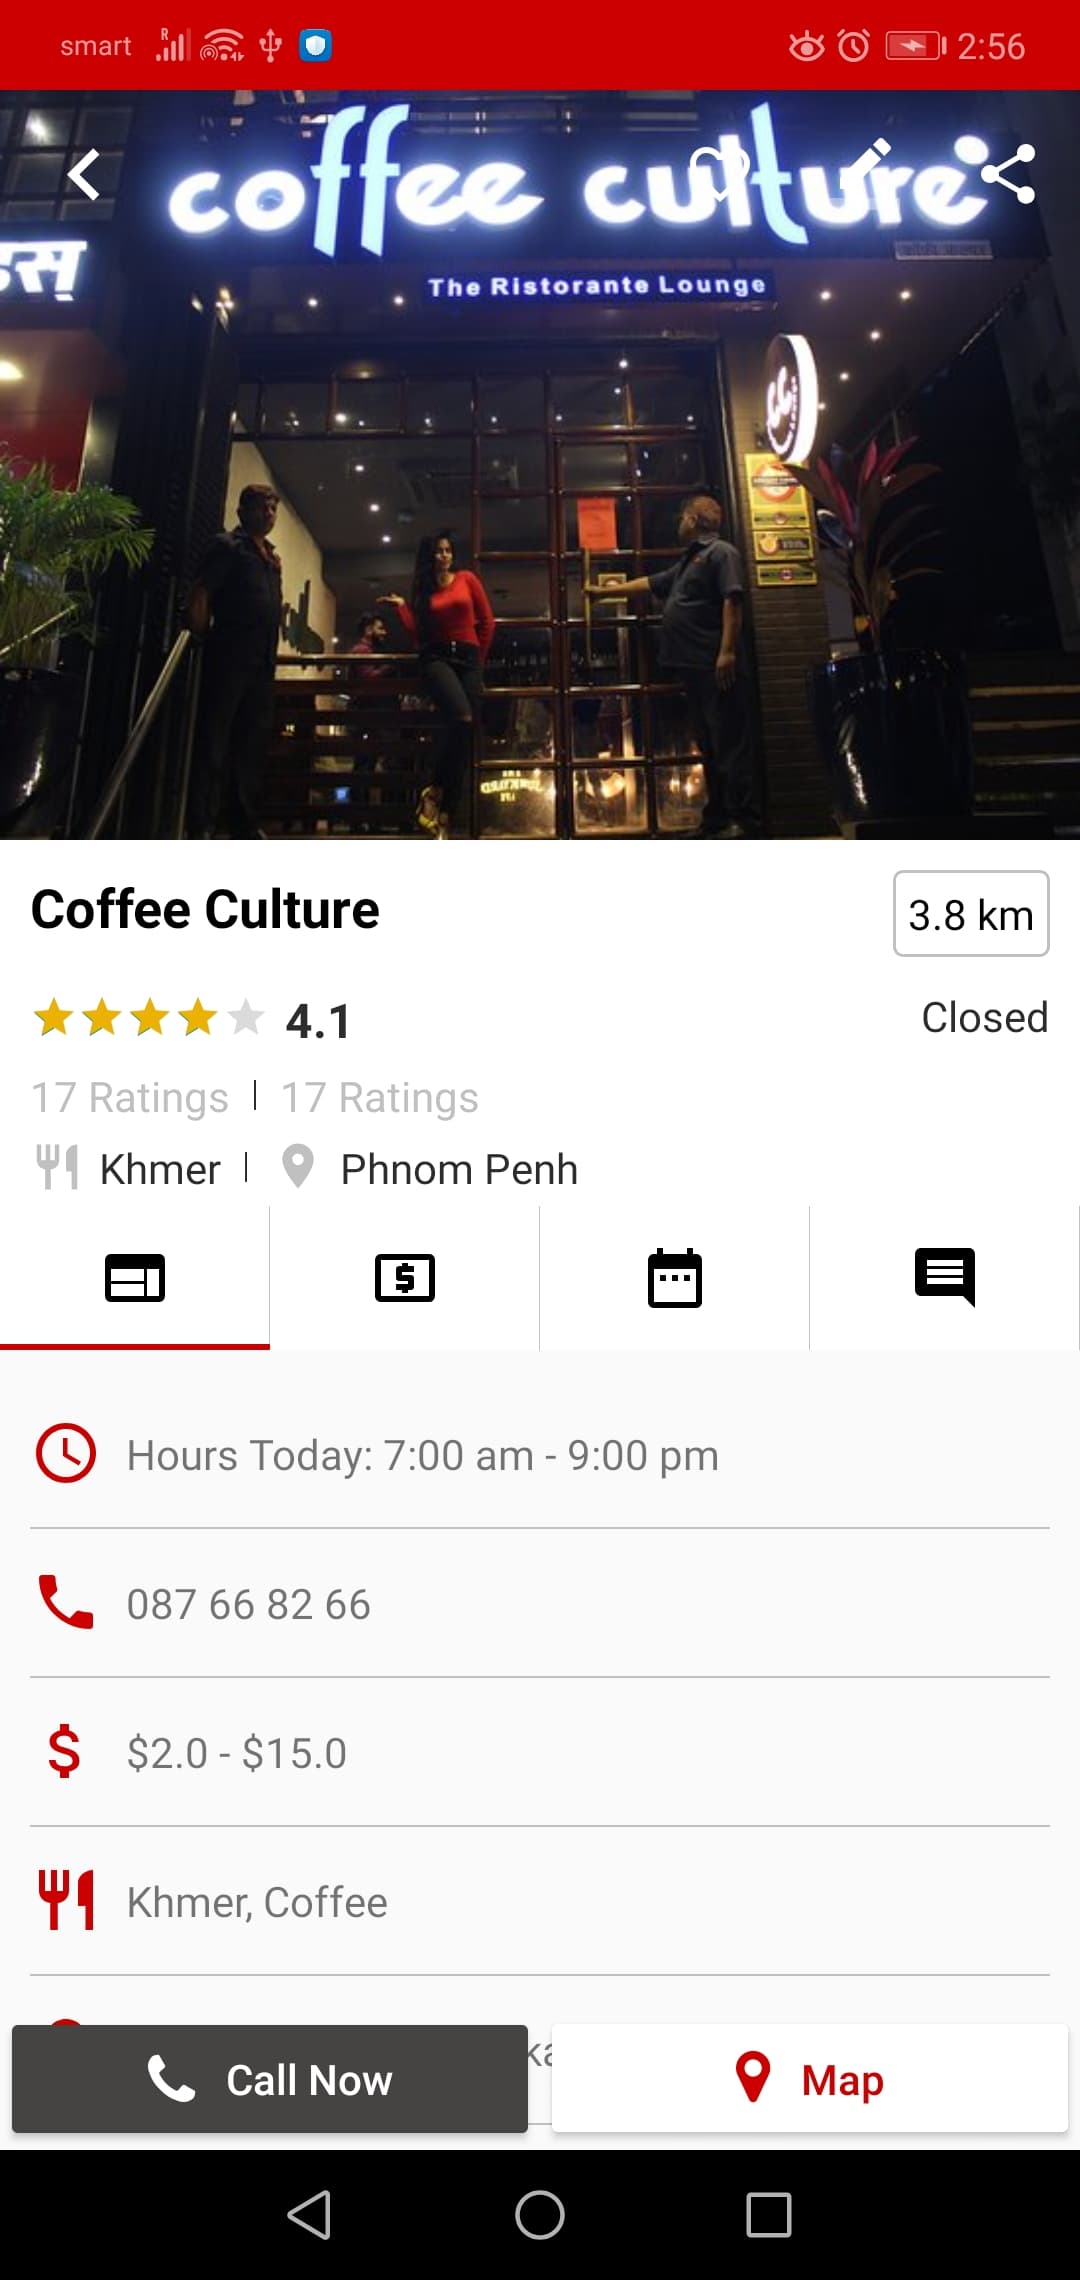 smart 2:56
coffee culture
The Ristorante Lounge
Coffee Culture
3.8 km
4.1
Closed
17 Ratings | 17 Ratings
Khmer | Phnom Penh
Hours Today: 7:00 am - 9:00 pm
087 66 82 66
$2.0 - $15.0
Khmer, Coffee
Call Now
Map